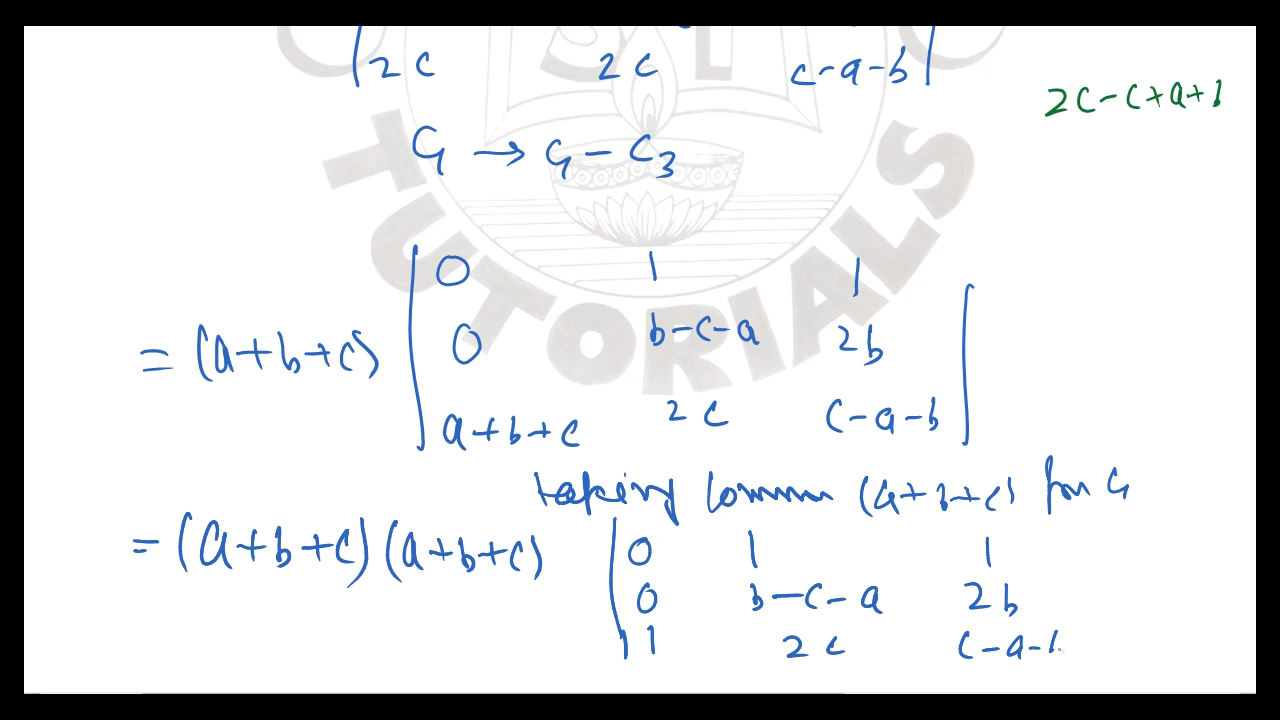 2c 2c c-a-b
2c-c+a+b
C₁ → C₁ - C₃
0 1 1
= (a+b+c) 0 b-c-a 2b
a+b+c 2c c-a-b
taking common (a+b+c) from C₁
= (a+b+c)(a+b+c) 0 1 1
0 b-c-a 2b
1 2c c-a-b
TUTORIALS